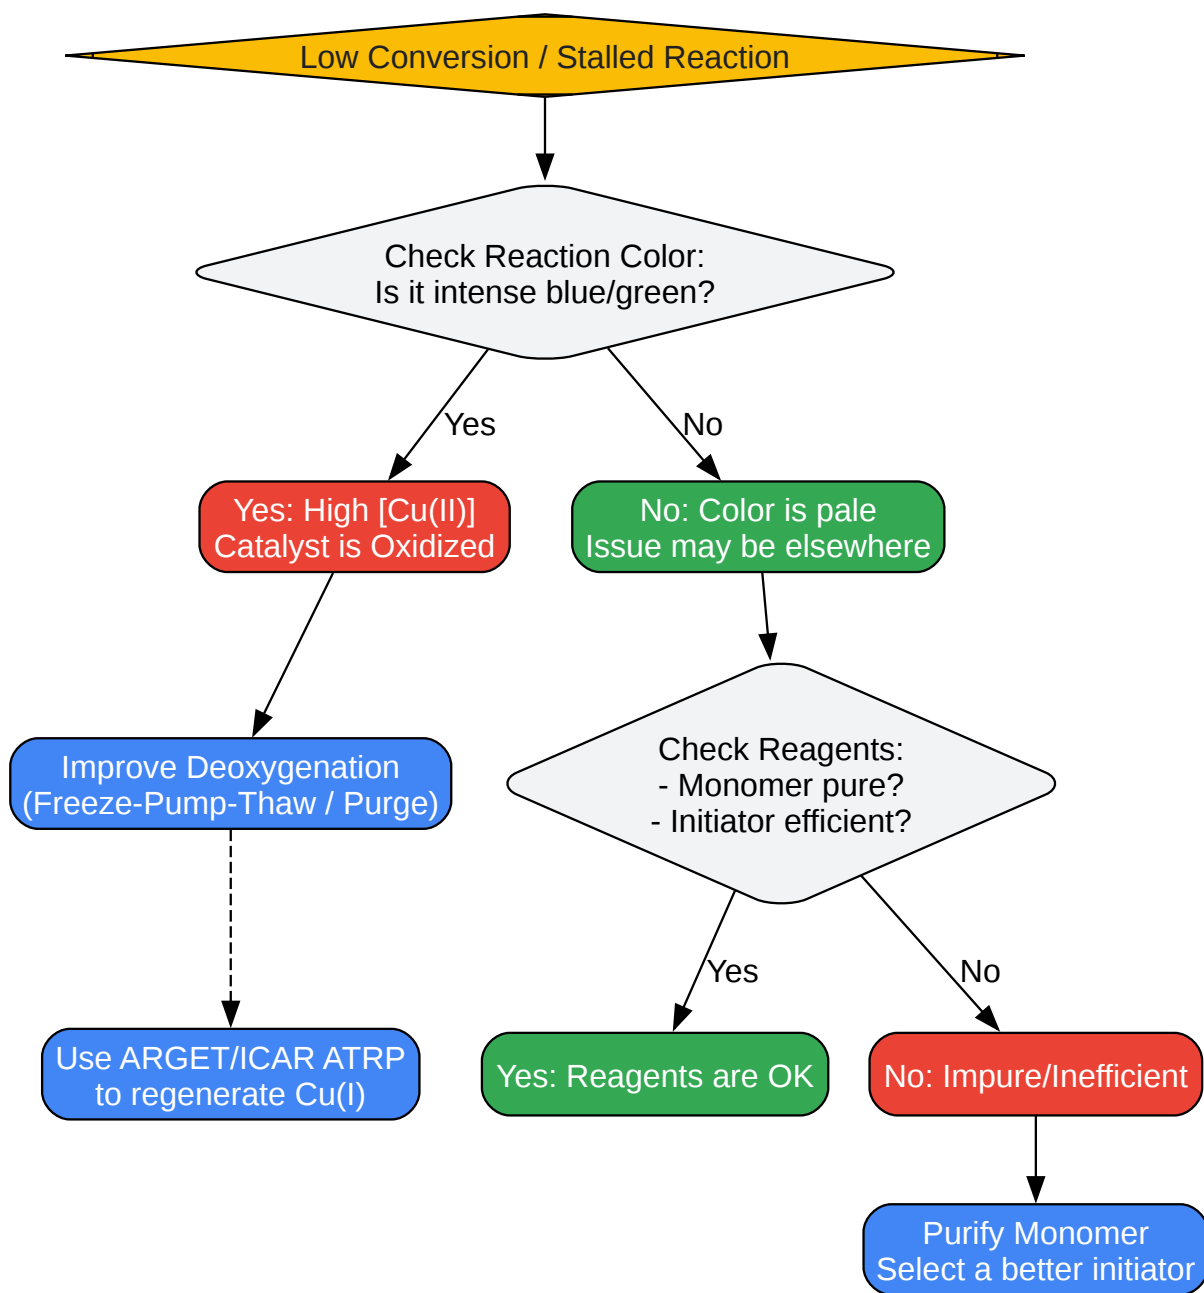 Low Conversion / Stalled Reaction
Check Reaction Color:
Is it intense blue/green?
Yes
No
Yes: High [Cu(II)]
Catalyst is Oxidized
No: Color is pale
Issue may be elsewhere
Improve Deoxygenation
(Freeze-Pump-Thaw / Purge)
Check Reagents:
- Monomer pure?
- Initiator efficient?
Yes
No
Use ARGET/ICAR ATRP
to regenerate Cu(I)
Yes: Reagents are OK
No: Impure/Inefficient
Purify Monomer
Select a better initiator